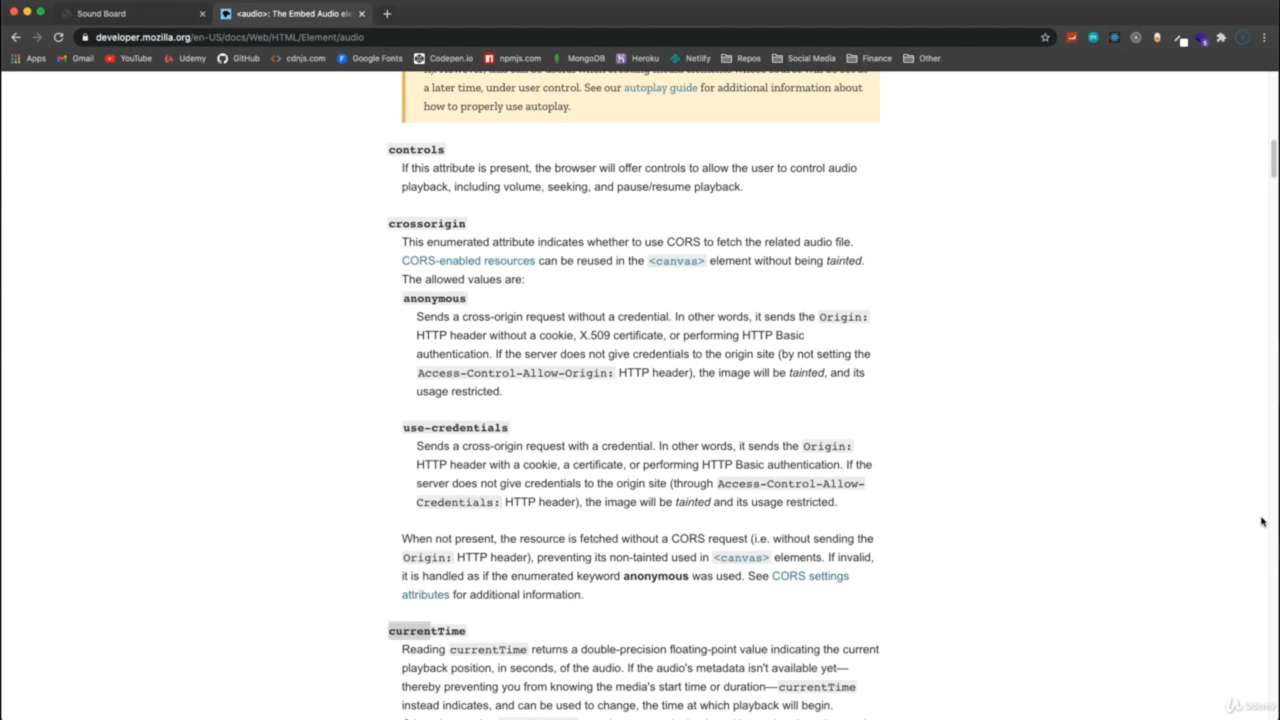 Sound Board
<audio>: The Embed Audio ele
developer.mozilla.org/en-US/docs/Web/HTML/Element/audio
Apps Gmail YouTube Udemy GitHub cdnjs.com Google Fonts Codepen.io npmjs.com MongoDB Heroku Netlify Repos Social Media Finance Other
a later time, under user control. See our autoplay guide for additional information about
how to properly use autoplay.
controls
If this attribute is present, the browser will offer controls to allow the user to control audio
playback, including volume, seeking, and pause/resume playback.
crossorigin
This enumerated attribute indicates whether to use CORS to fetch the related audio file.
CORS-enabled resources can be reused in the <canvas> element without being tainted.
The allowed values are:
anonymous
Sends a cross-origin request without a credential. In other words, it sends the Origin:
HTTP header without a cookie, X.509 certificate, or performing HTTP Basic
authentication. If the server does not give credentials to the origin site (by not setting the
Access-Control-Allow-Origin: HTTP header), the image will be tainted, and its
usage restricted.
use-credentials
Sends a cross-origin request with a credential. In other words, it sends the Origin:
HTTP header with a cookie, a certificate, or performing HTTP Basic authentication. If the
server does not give credentials to the origin site (through Access-Control-Allow-
Credentials: HTTP header), the image will be tainted and its usage restricted.
When not present, the resource is fetched without a CORS request (i.e. without sending the
Origin: HTTP header), preventing its non-tainted used in <canvas> elements. If invalid,
it is handled as if the enumerated keyword anonymous was used. See CORS settings
attributes for additional information.
currentTime
Reading currentTime returns a double-precision floating-point value indicating the current
playback position, in seconds, of the audio. If the audio's metadata isn't available yet—
thereby preventing you from knowing the media's start time or duration—currentTime
instead indicates, and can be used to change, the time at which playback will begin.
Udemy